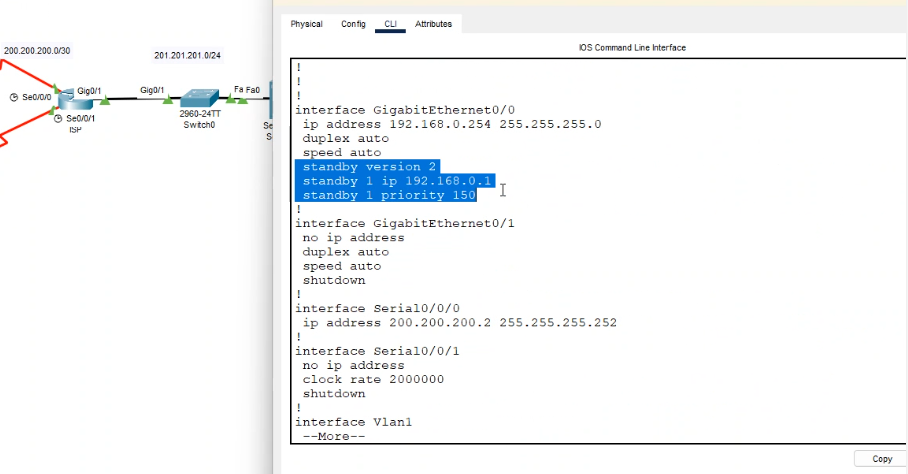 Physical Config CLI Attributes
IOS Command Line Interface
200.200.200.0/30
201.201.201.0/24
Se0/0/0
Gig0/1
Gig0/1
Fa Fa0
Se0/0/1
ISP
2960-24TT
Switch0
Se
S
!
!
!
interface GigabitEthernet0/0
ip address 192.168.0.254 255.255.255.0
duplex auto
speed auto
standby version 2
standby 1 ip 192.168.0.1
standby 1 priority 150
!
interface GigabitEthernet0/1
no ip address
duplex auto
speed auto
shutdown
!
interface Serial0/0/0
ip address 200.200.200.2 255.255.255.252
!
interface Serial0/0/1
no ip address
clock rate 2000000
shutdown
!
interface Vlan1
--More--
Copy